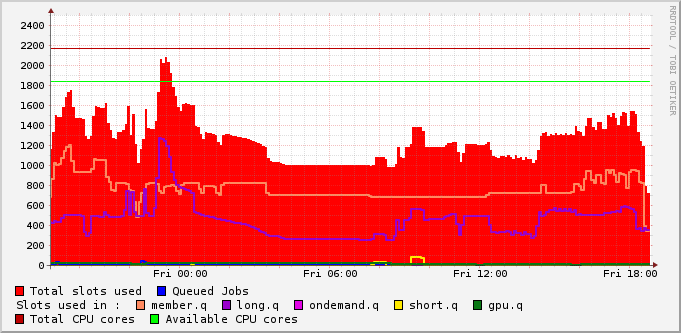 RRDTOOL / TOBI OETIKER
2400
2200
2000
1800
1600
1400
1200
1000
800
600
400
200
0
Fri 00:00 Fri 06:00 Fri 12:00 Fri 18:00
Total slots used Queued Jobs
Slots used in : member.q long.q ondemand.q short.q gpu.q
Total CPU cores Available CPU cores